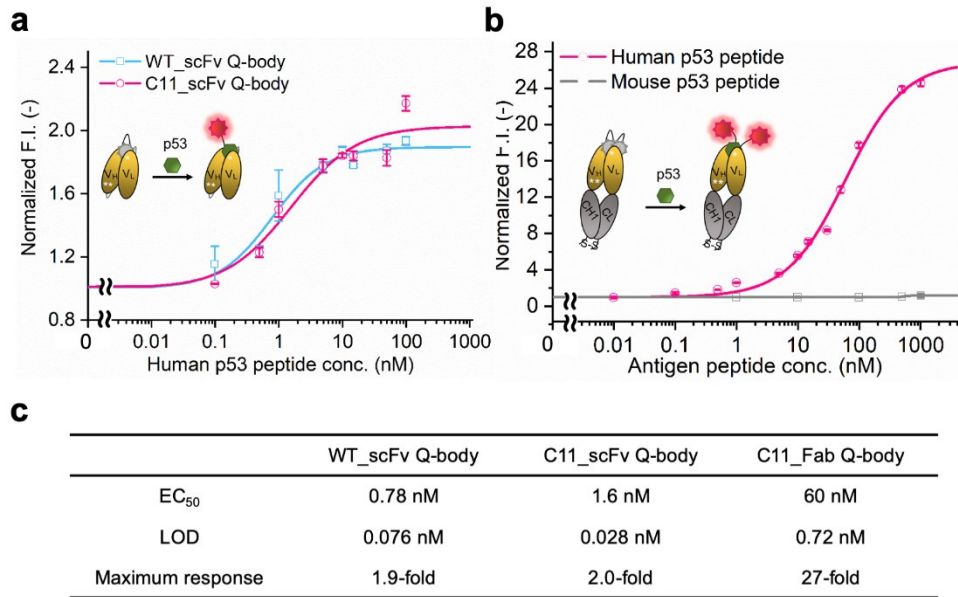 a
2.4
2.0
1.6
1.2
0.8
Normalized F.I. (-)
WT_scFv Q-body
C11_scFv Q-body
p53
VH VL
**
VH VL
**
0 0.01 0.1 1 10 100 1000
Human p53 peptide conc. (nM)
b
28
24
20
16
12
8
4
0
Normalized F.I. (-)
Human p53 peptide
Mouse p53 peptide
p53
VH VL
**
CH1 CL
S-S
VH VL
**
CH1 CL
S-S
0 0.01 0.1 1 10 100 1000
Antigen peptide conc. (nM)
c
WT_scFv Q-body C11_scFv Q-body C11_Fab Q-body
EC50 0.78 nM 1.6 nM 60 nM
LOD 0.076 nM 0.028 nM 0.72 nM
Maximum response 1.9-fold 2.0-fold 27-fold